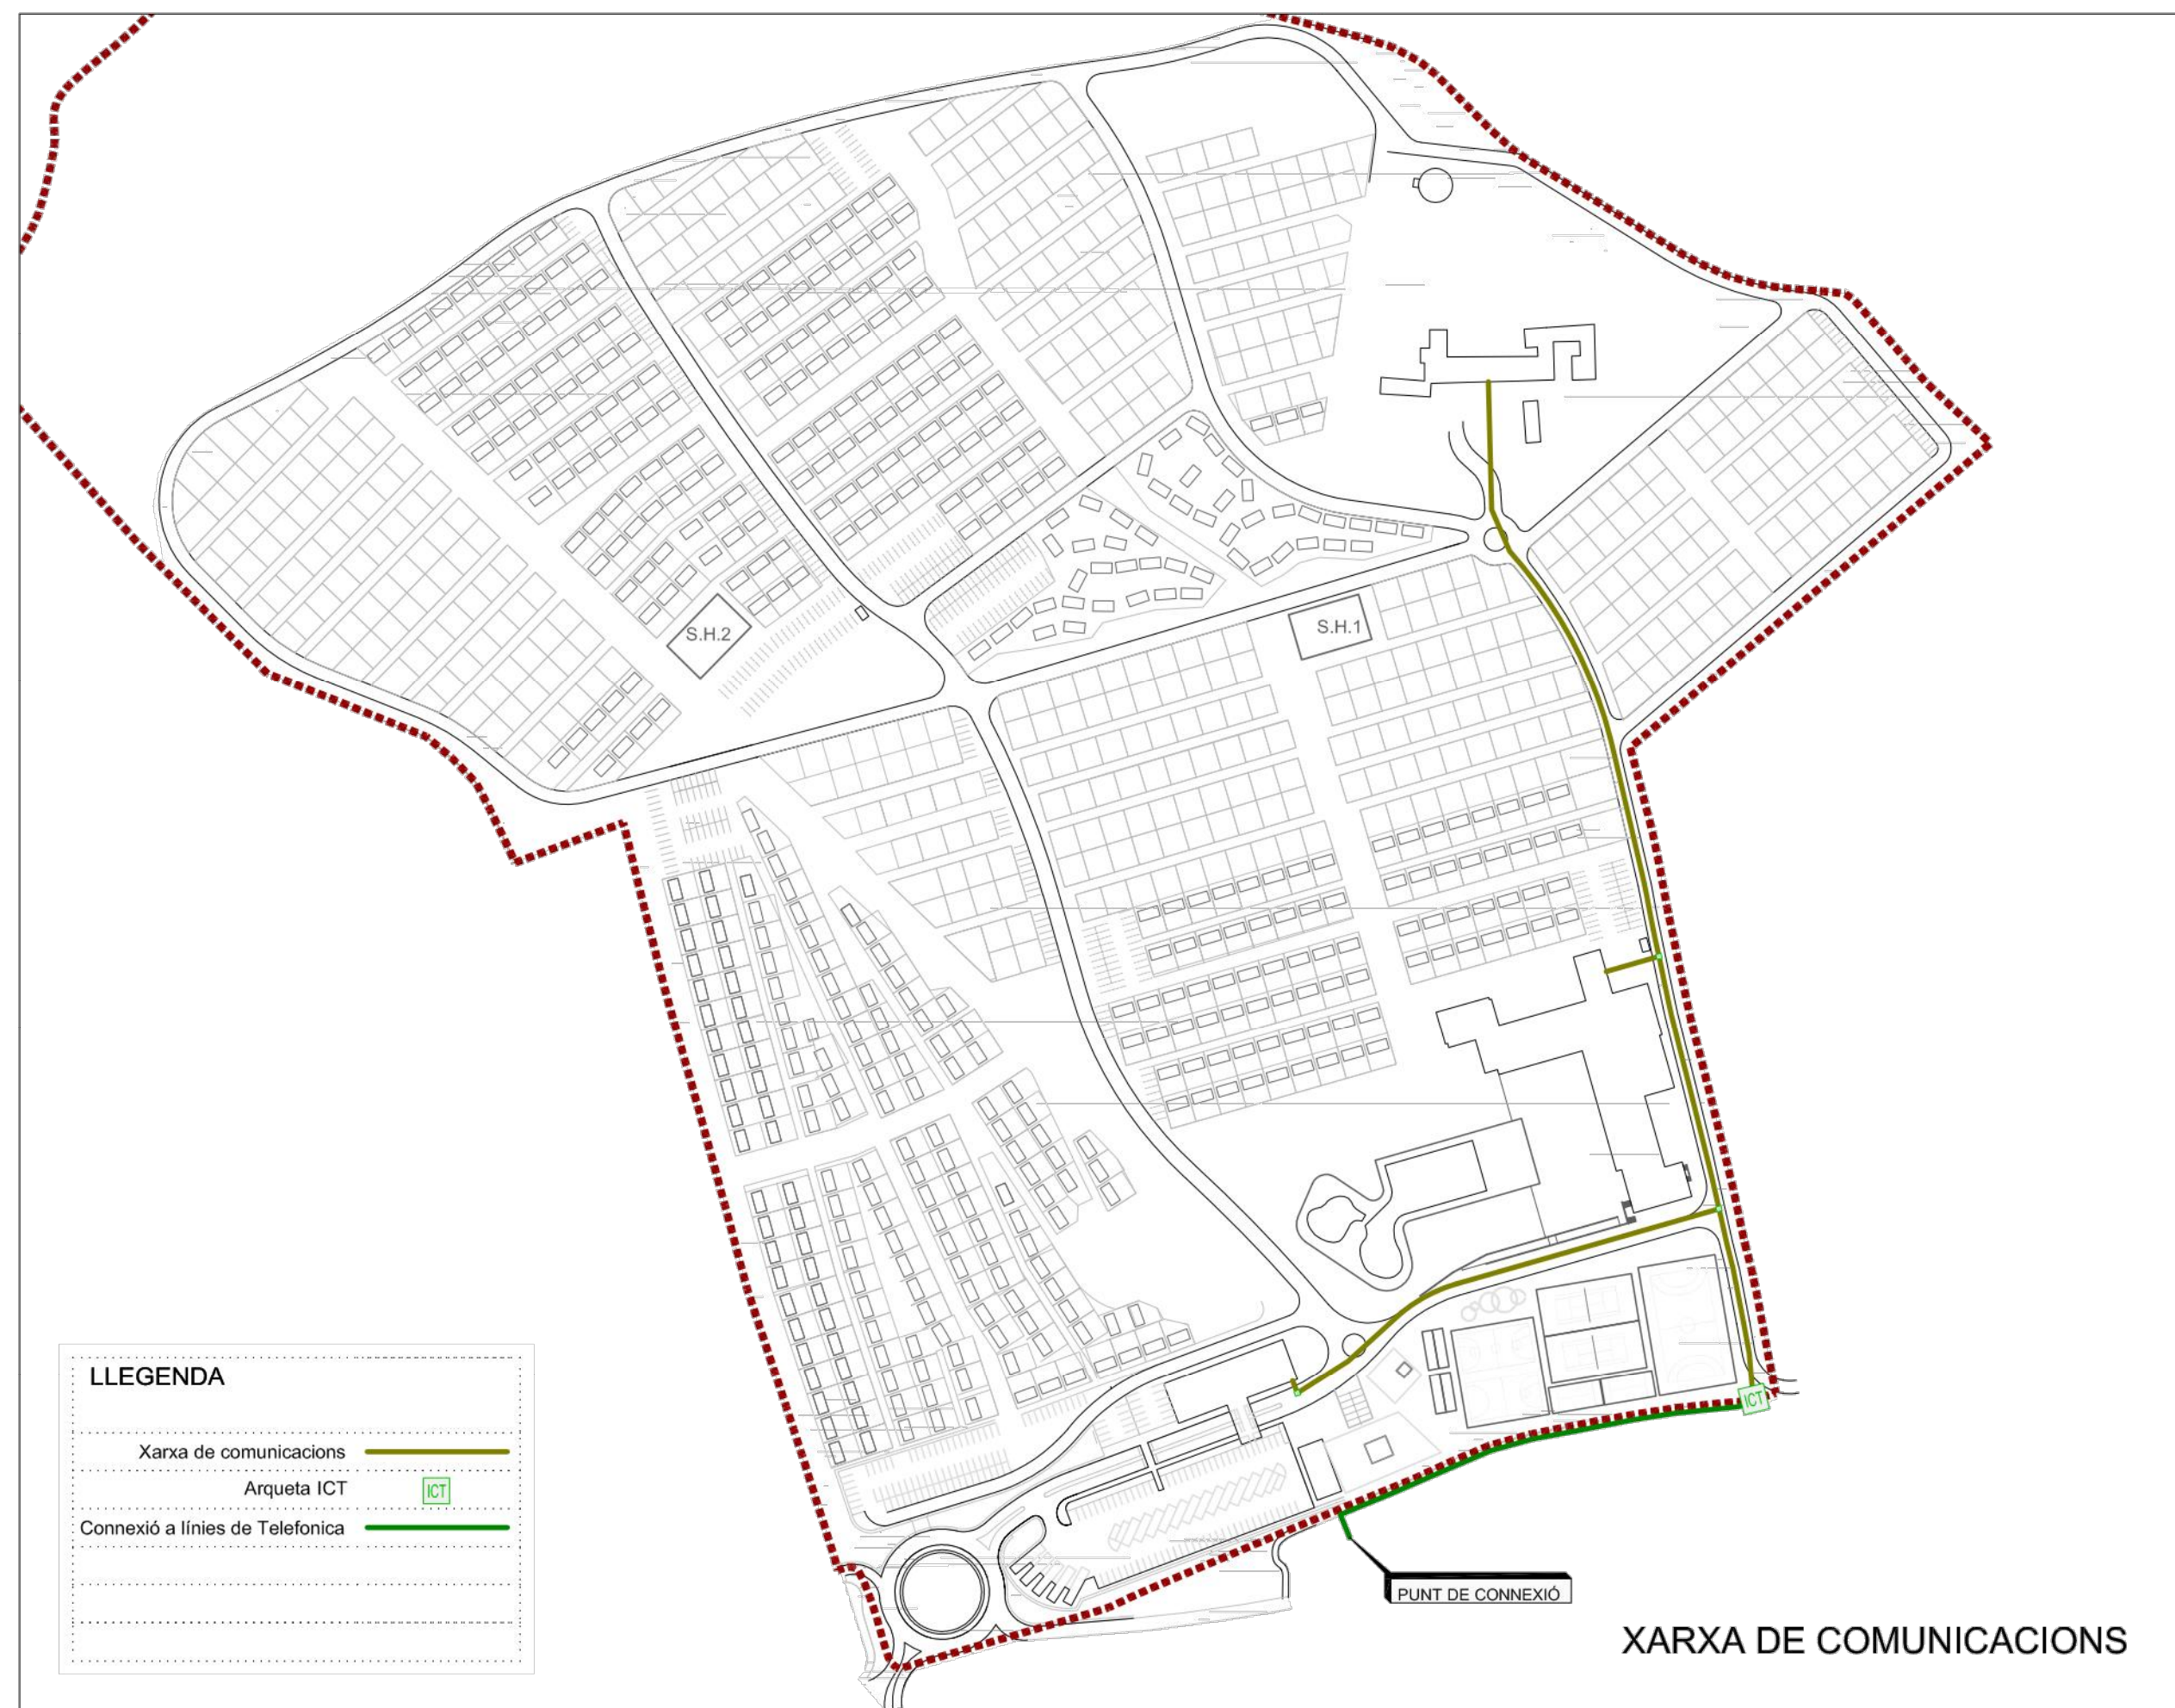 S.H.2
S.H.1
LLEGENDA
Xarxa de comunicacions
Arqueta ICT
ICT
Connexió a línies de Telefonica
ICT
PUNT DE CONNEXIÓ
XARXA DE COMUNICACIONS